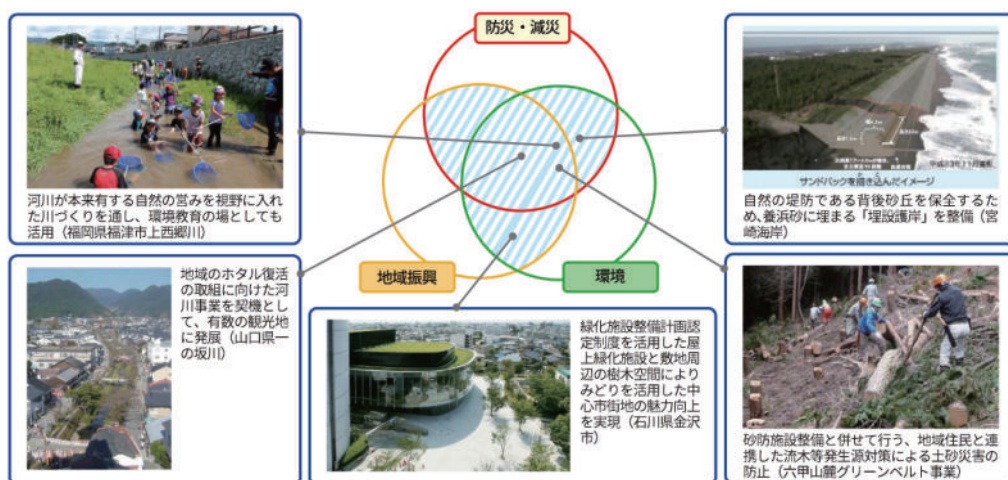 防災・減災
地域振興
環境
河川が本来有する自然の営みを視野に入れ
た川づくりを通し、環境教育の場としても
活用（福岡県福津市上西郷川）
サンドパックを描き込んだイメージ
自然の堤防である背後砂丘を保全するた
め、養浜砂に埋まる「埋設護岸」を整備（宮
崎海岸）
地域のホタル復活
の取組に向けた河
川事業を契機とし
て、有数の観光地
に発展（山口県一
の坂川）
緑化施設整備計画認
定制度を活用した屋
上緑化施設と敷地周
辺の樹木空間により
みどりを活用した中
心市街地の魅力向上
を実現（石川県金沢
市）
砂防施設整備と併せて行う、地域住民と連
携した流木等発生源対策による土砂災害の
防止（六甲山麓グリーンベルト事業）